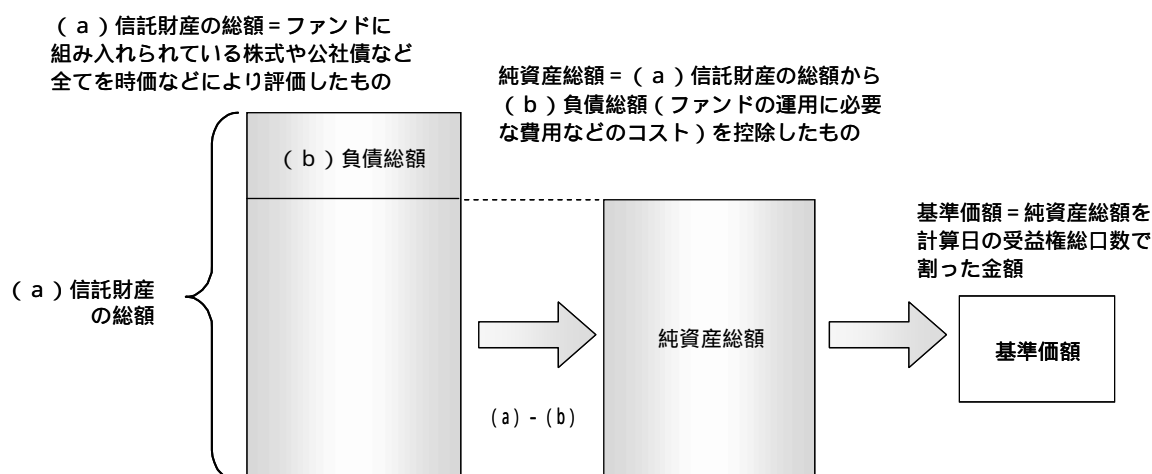 （ａ）信託財産の総額＝ファンドに
組み入れられている株式や公社債など
全てを時価などにより評価したもの
純資産総額＝（ａ）信託財産の総額から
（ｂ）負債総額（ファンドの運用に必要
な費用などのコスト）を控除したもの
（ｂ）負債総額
基準価額＝純資産総額を
計算日の受益権総口数で
割った金額
（ａ）信託財産
の総額
純資産総額
基準価額
(a) - (b)